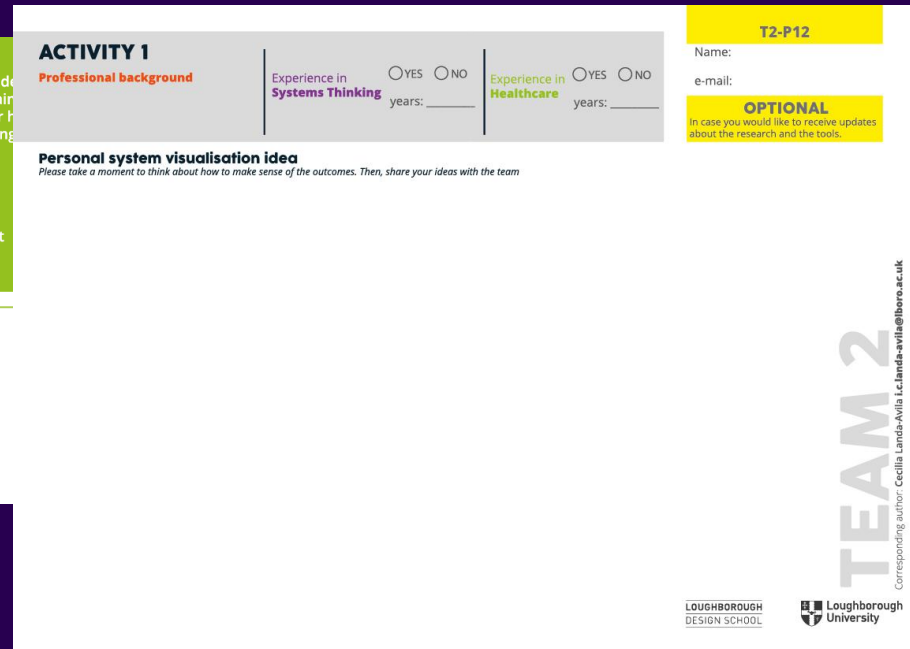 ACTIVITY 1
Professional background
Experience in
Systems Thinking
YES NO
years: ________
Experience in
Healthcare
YES NO
years: ________
T2-P12
Name:
e-mail:
OPTIONAL
In case you would like to receive updates
about the research and the tools.
Personal system visualisation idea
Please take a moment to think about how to make sense of the outcomes. Then, share your ideas with the team
TEAM 2
Corresponding author: Cecilia Landa-Avila i.c.landa-avila@lboro.ac.uk
LOUGHBOROUGH
DESIGN SCHOOL
Loughborough
University